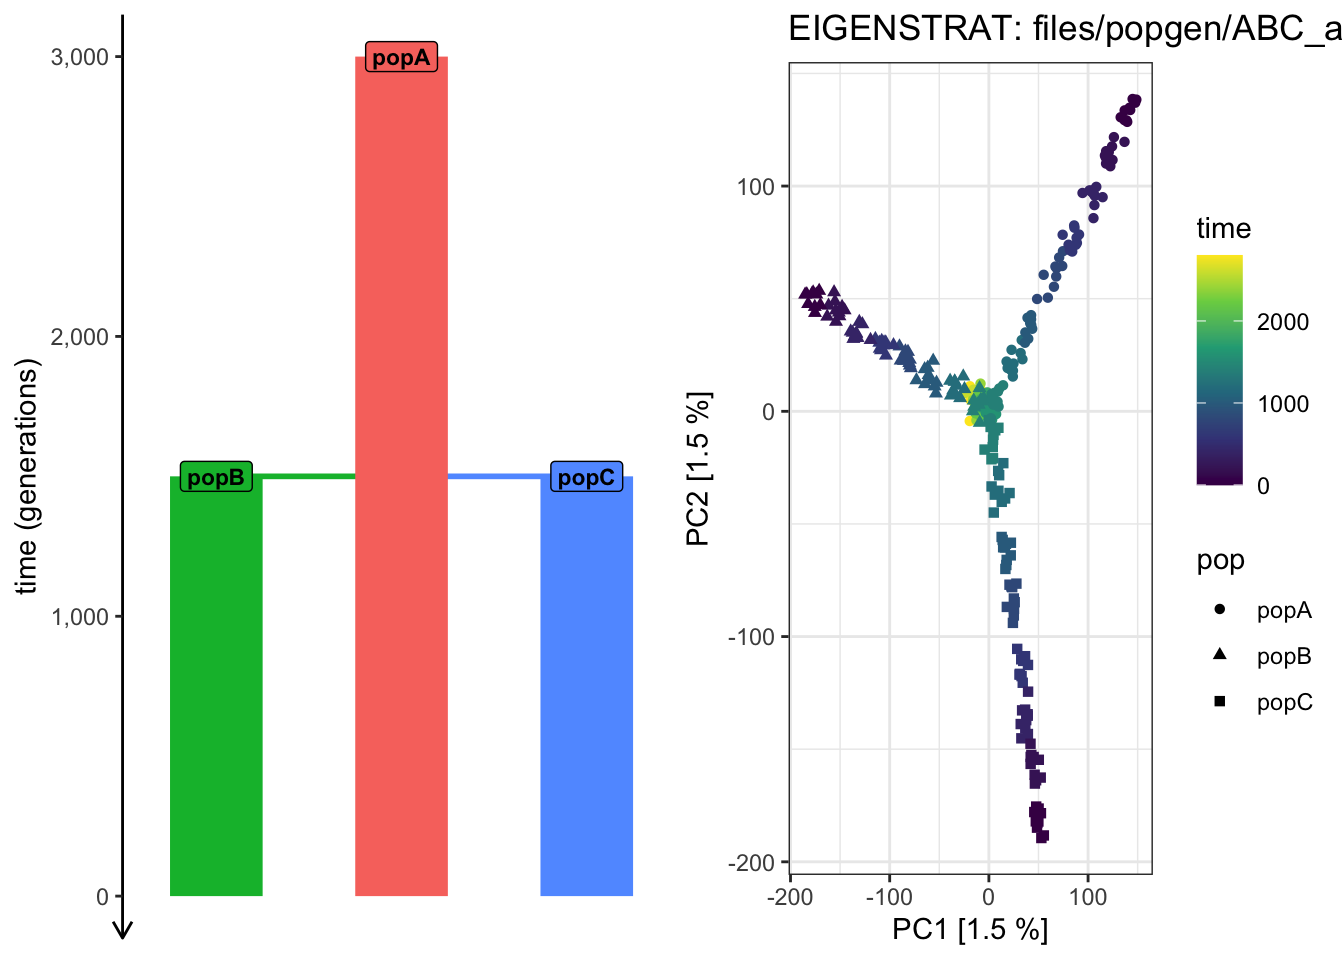 3,000
2,000
1,000
0
time (generations)
popA
popB
popC
EIGENSTRAT: files/popgen/ABC_a
100
0
-100
-200
PC2 [1.5 %]
-200
-100
0
100
PC1 [1.5 %]
time
2000
1000
0
pop
popA
popB
popC